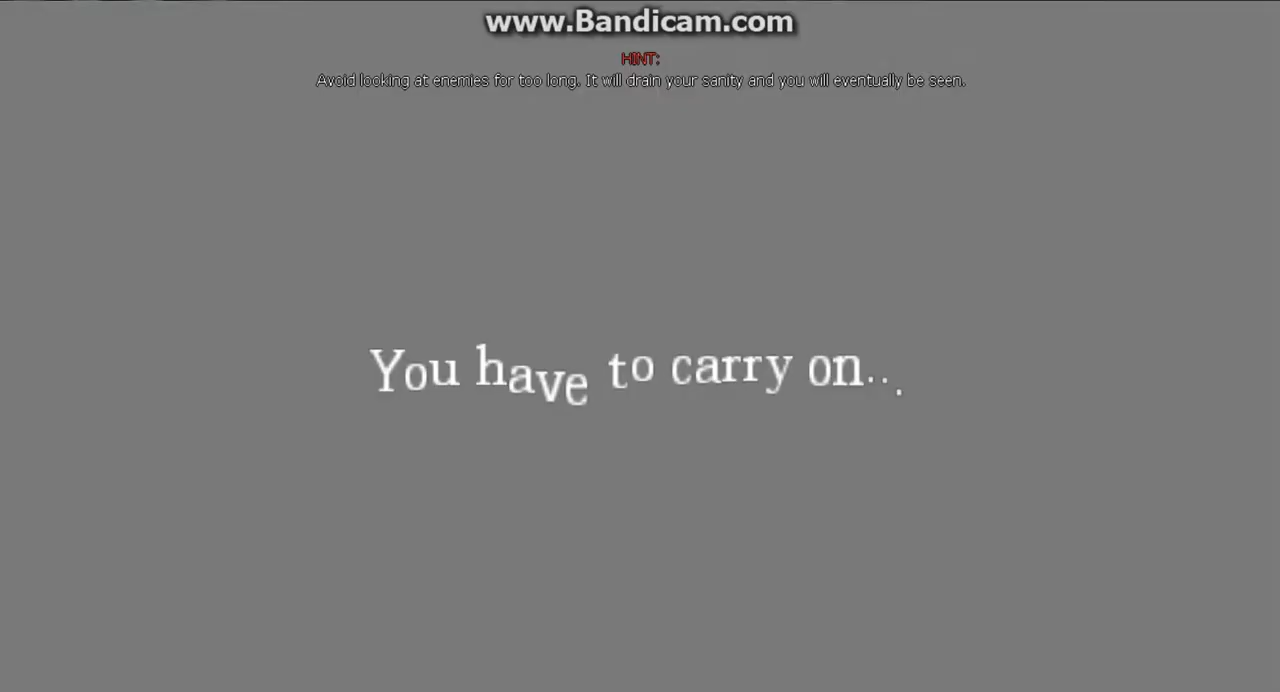 www.Bandicam.com
HINT:
Avoid looking at enemies for too long. It will drain your sanity and you will eventually be seen.
You have to carry on...